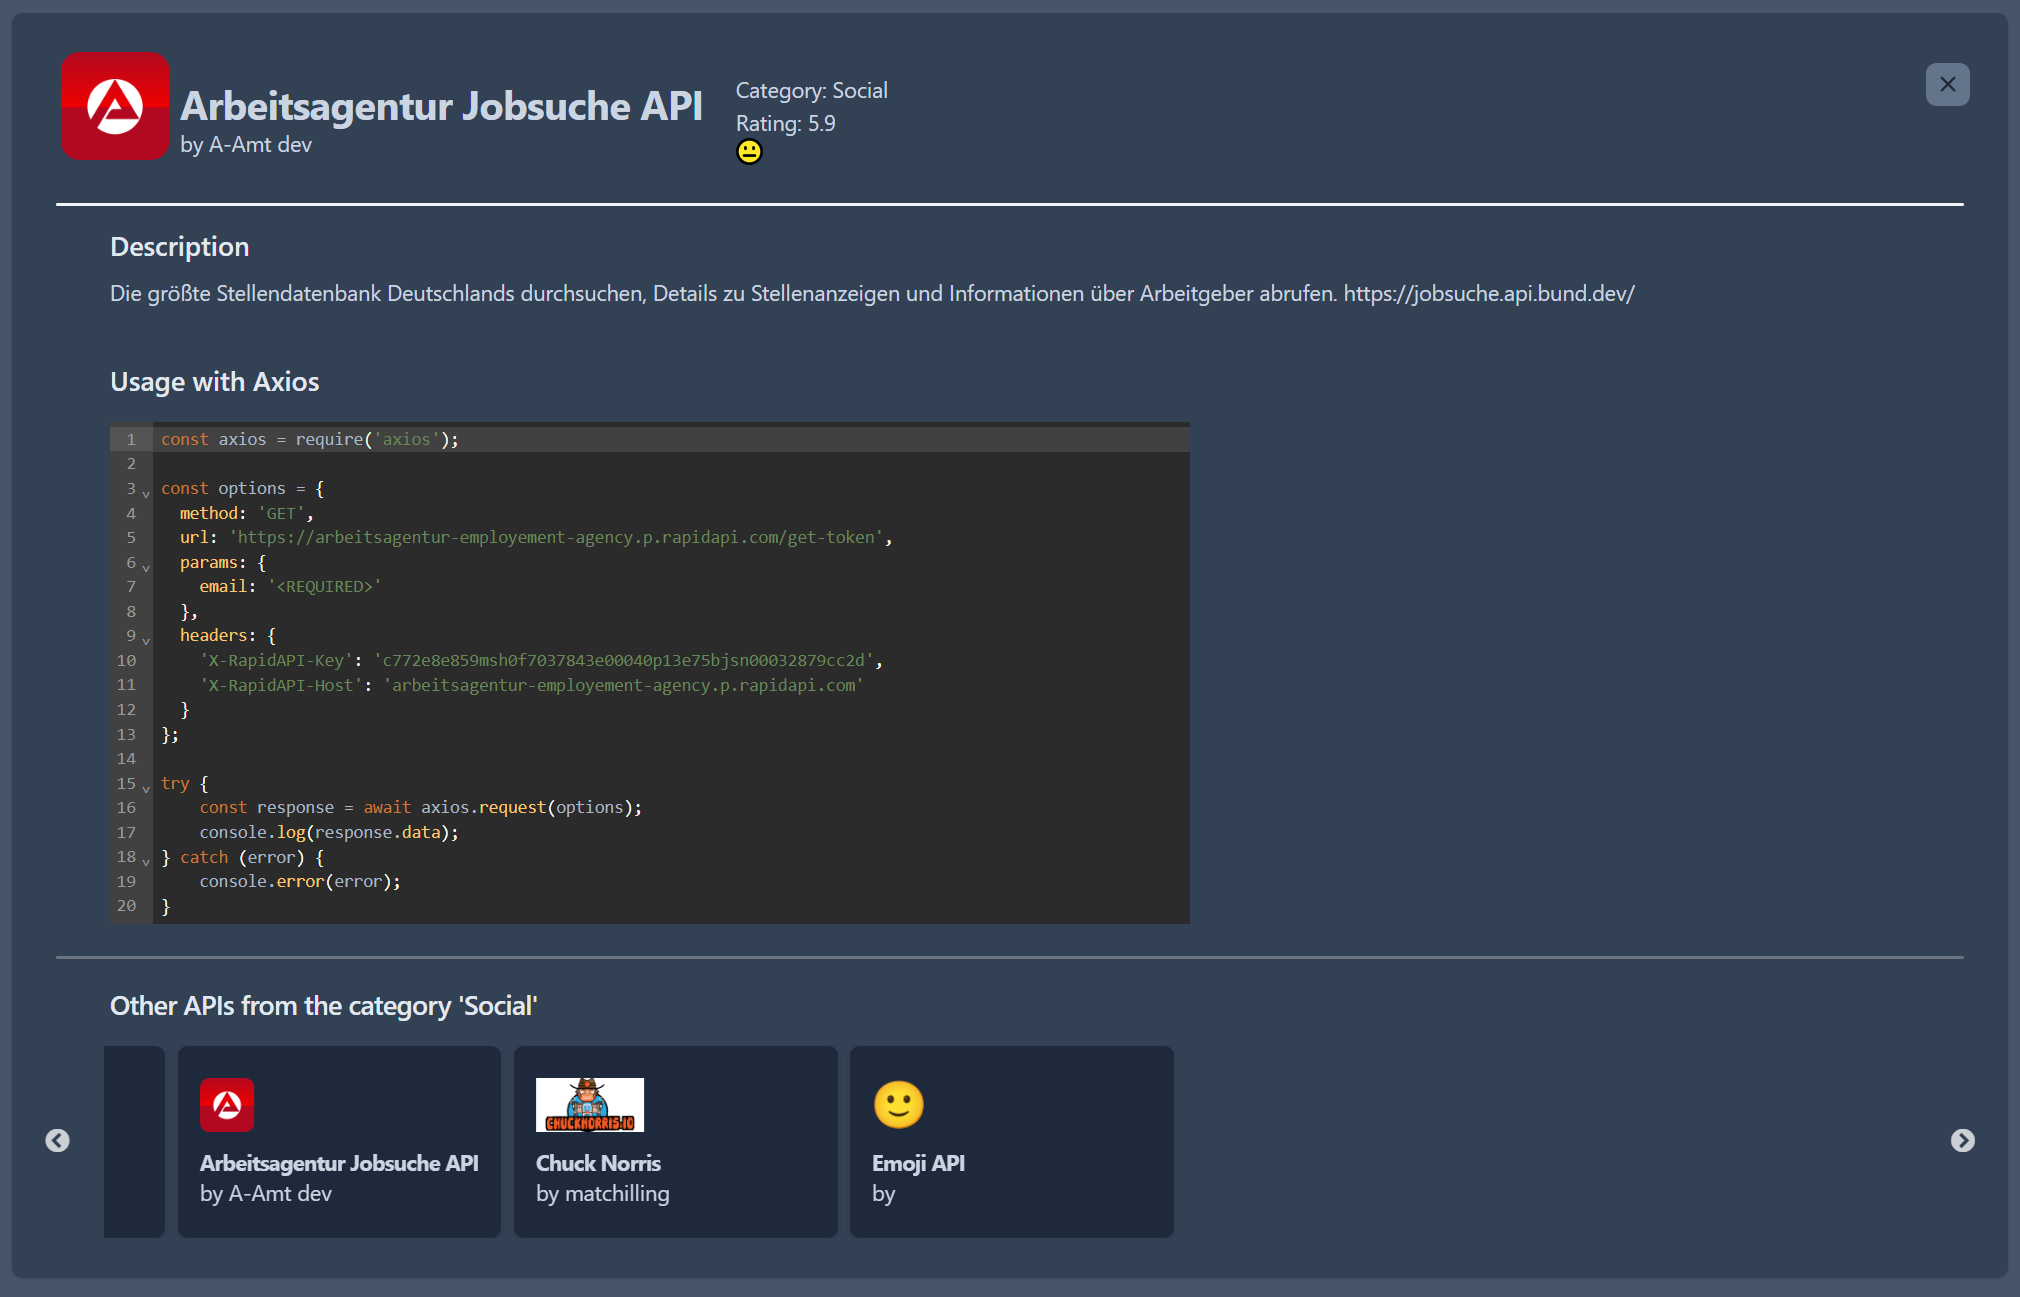 Arbeitsagentur Jobsuche API
by A-Amt dev
Category: Social
Rating: 5.9
Description
Die größte Stellendatenbank Deutschlands durchsuchen, Details zu Stellenanzeigen und Informationen über Arbeitgeber abrufen. https://jobsuche.api.bund.dev/
Usage with Axios
1 const axios = require('axios');
2
3 const options = {
4   method: 'GET',
5   url: 'https://arbeitsagentur-employement-agency.p.rapidapi.com/get-token',
6   params: {
7     email: '<REQUIRED>'
8   },
9   headers: {
10     'X-RapidAPI-Key': 'c772e8e859msh0f7037843e00040p13e75bjsn00032879cc2d',
11     'X-RapidAPI-Host': 'arbeitsagentur-employement-agency.p.rapidapi.com'
12   }
13 };
14
15 try {
16     const response = await axios.request(options);
17     console.log(response.data);
18 } catch (error) {
19     console.error(error);
20 }
Other APIs from the category 'Social'
Arbeitsagentur Jobsuche API
by A-Amt dev
CHUCKNORRIS.IO
Chuck Norris
by matchilling
Emoji API
by